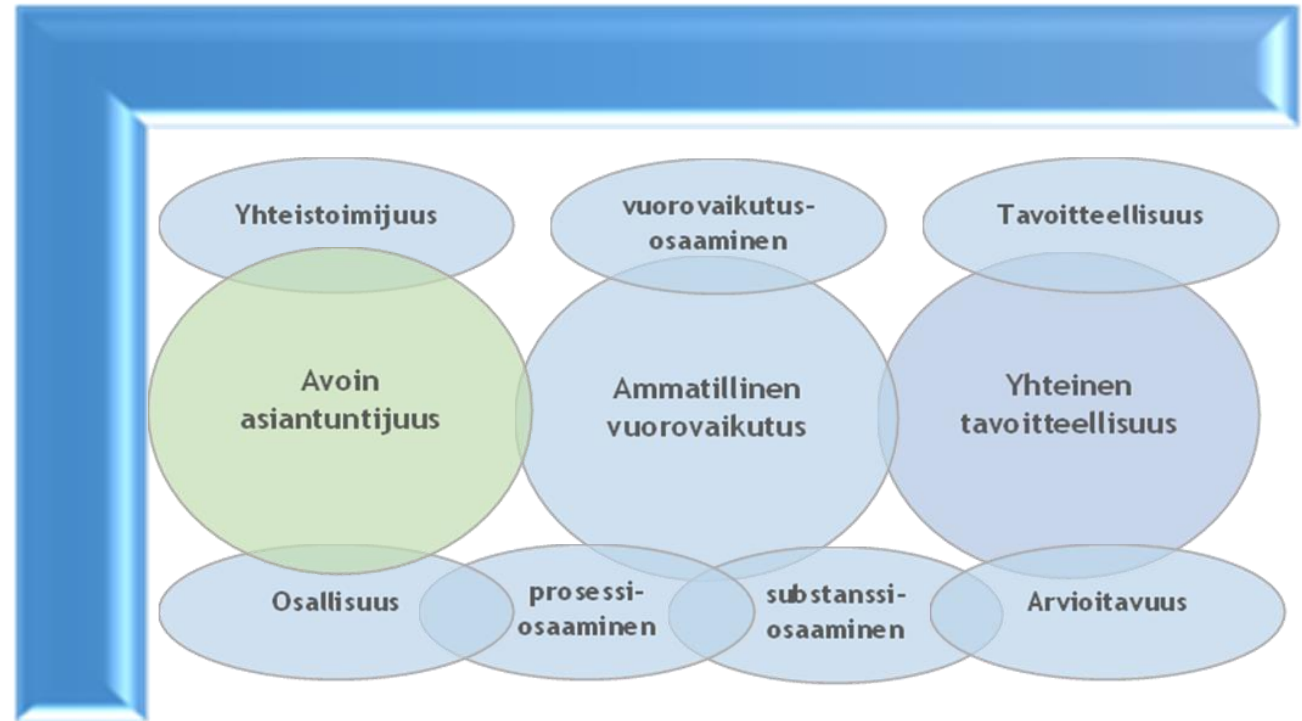 Yhteistoimijuus
vuorovaikutus-
osaaminen
Tavoitteellisuus
Avoin
asiantuntijuus
Ammatillinen
vuorovaikutus
Yhteinen
tavoitteellisuus
Osallisuus
prosessi-
osaaminen
substanssi-
osaaminen
Arvioitavuus